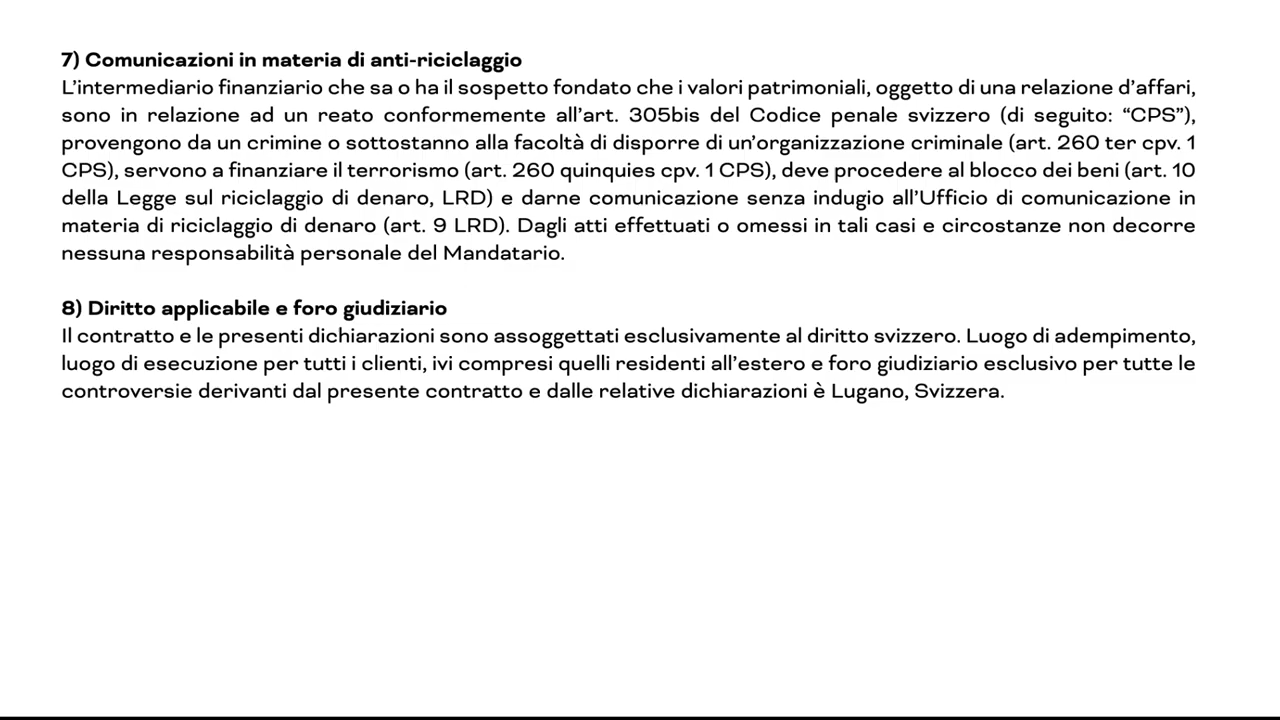 7) Comunicazioni in materia di anti-riciclaggio
L’intermediario finanziario che sa o ha il sospetto fondato che i valori patrimoniali, oggetto di una relazione d’affari,
sono in relazione ad un reato conformemente all’art. 305bis del Codice penale svizzero (di seguito: “CPS”),
provengono da un crimine o sottostanno alla facoltà di disporre di un’organizzazione criminale (art. 260 ter cpv. 1
CPS), servono a finanziare il terrorismo (art. 260 quinquies cpv. 1 CPS), deve procedere al blocco dei beni (art. 10
della Legge sul riciclaggio di denaro, LRD) e darne comunicazione senza indugio all’Ufficio di comunicazione in
materia di riciclaggio di denaro (art. 9 LRD). Dagli atti effettuati o omessi in tali casi e circostanze non decorre
nessuna responsabilità personale del Mandatario.
8) Diritto applicabile e foro giudiziario
Il contratto e le presenti dichiarazioni sono assoggettati esclusivamente al diritto svizzero. Luogo di adempimento,
luogo di esecuzione per tutti i clienti, ivi compresi quelli residenti all’estero e foro giudiziario esclusivo per tutte le
controversie derivanti dal presente contratto e dalle relative dichiarazioni è Lugano, Svizzera.